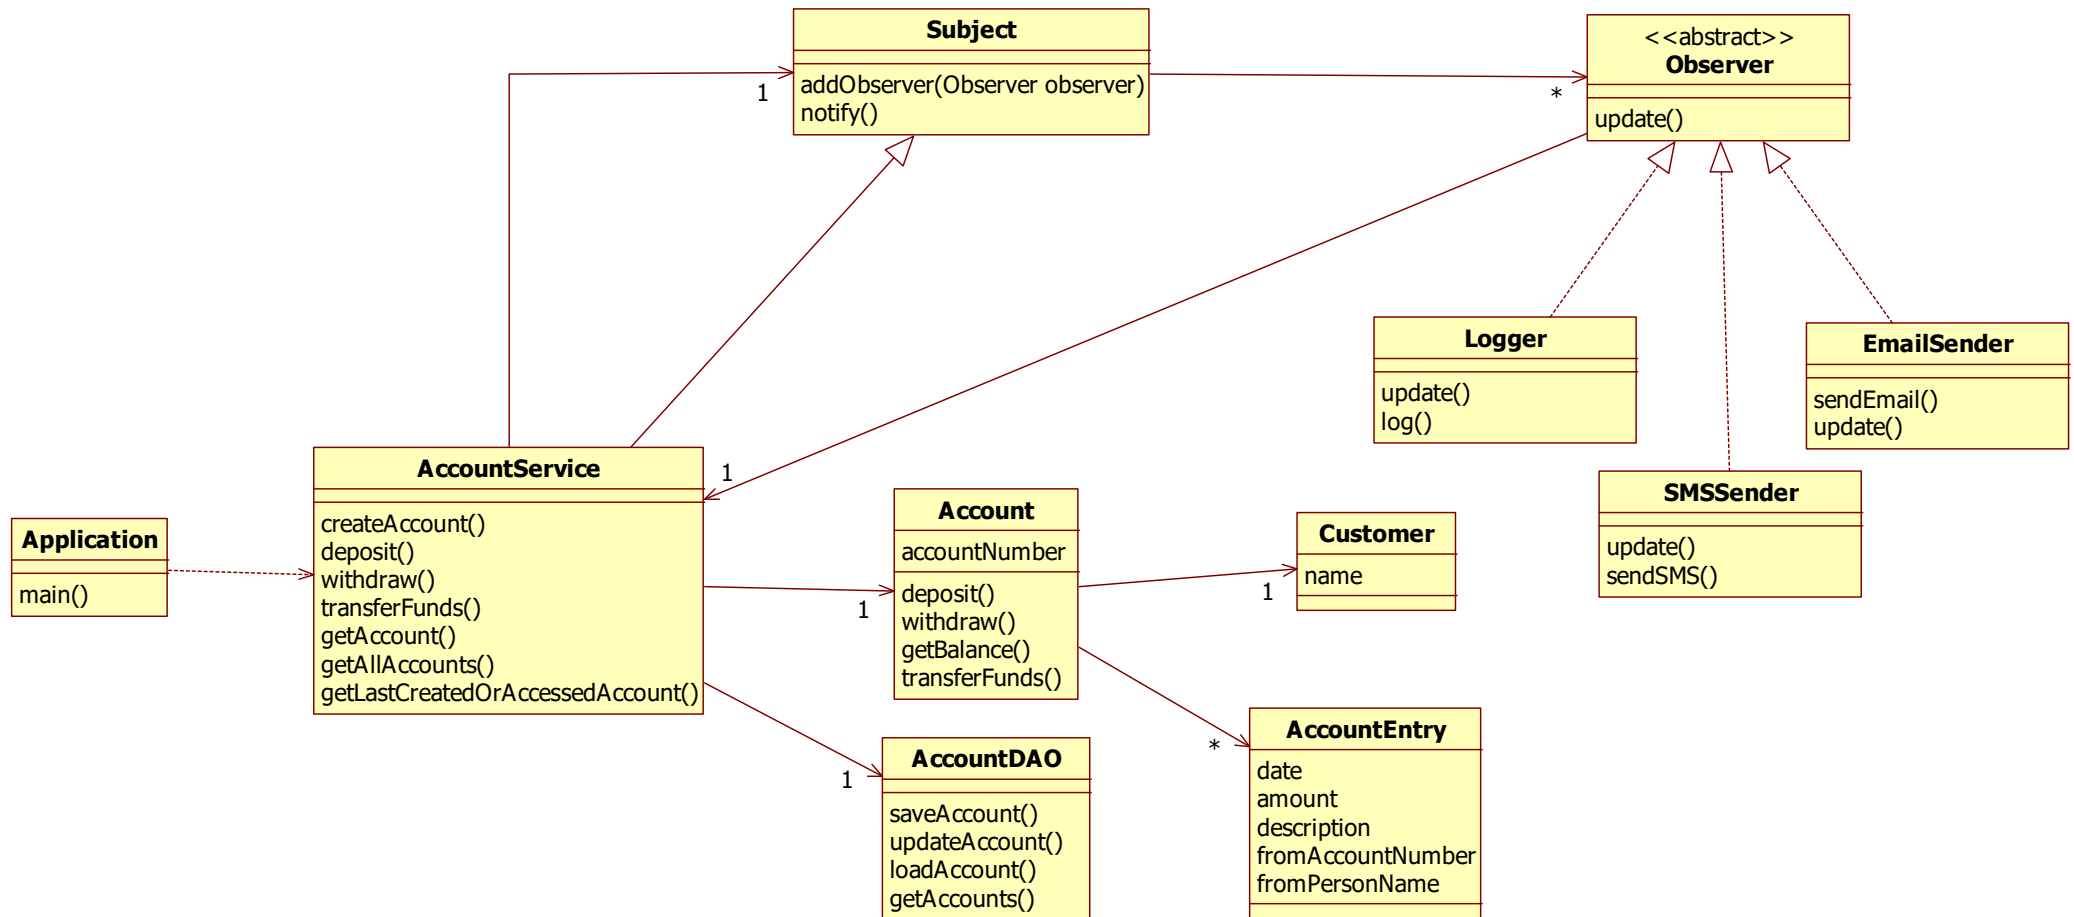 Subject
addObserver(Observer observer)
notify()
1
<<abstract>>
Observer
update()
*
Logger
update()
log()
EmailSender
sendEmail()
update()
SMSSender
update()
sendSMS()
AccountService
createAccount()
deposit()
withdraw()
transferFunds()
getAccount()
getAllAccounts()
getLastCreatedOrAccessedAccount()
1
Application
main()
Account
accountNumber
deposit()
withdraw()
getBalance()
transferFunds()
1
Customer
name
1
AccountDAO
saveAccount()
updateAccount()
loadAccount()
getAccounts()
1
AccountEntry
date
amount
description
fromAccountNumber
fromPersonName
*